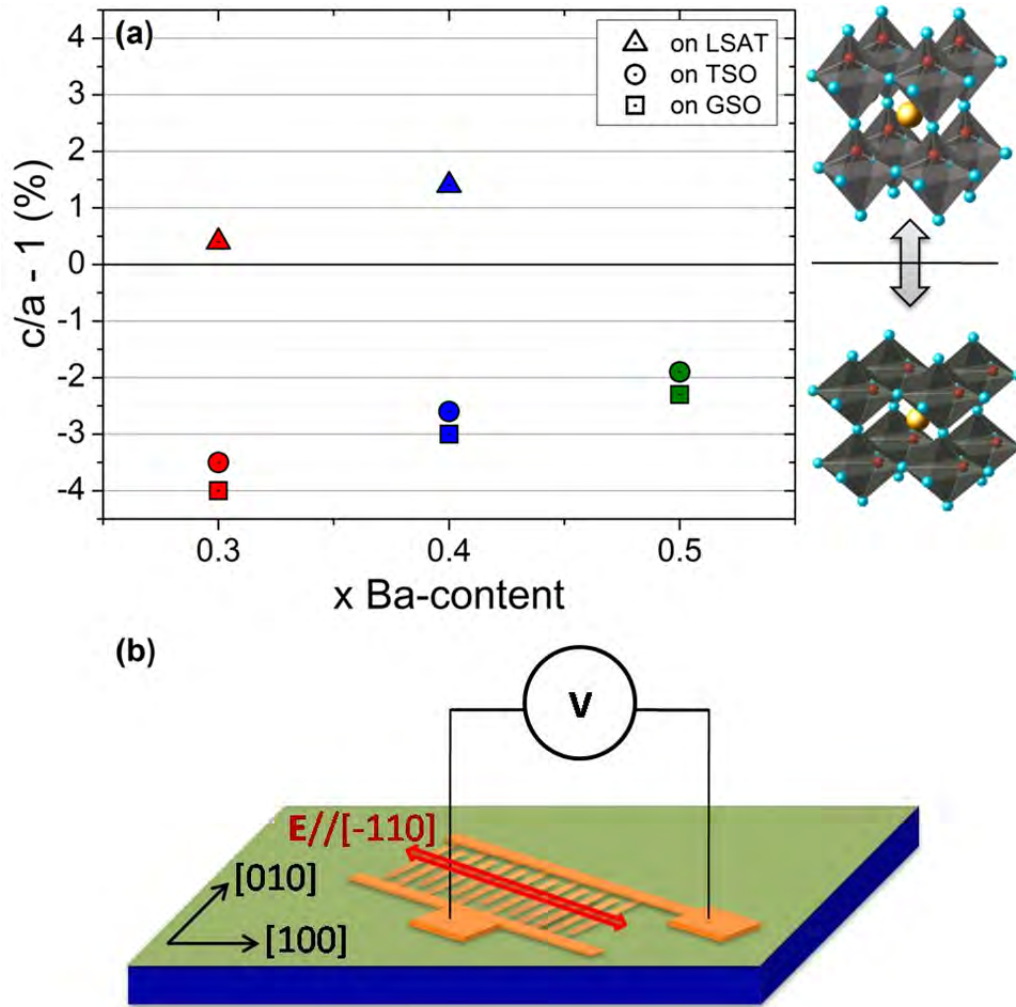 (a)
on LSAT
on TSO
on GSO
4
3
2
1
0
-1
-2
-3
-4
c/a - 1 (%)
0.3
0.4
0.5
x Ba-content
(b)
V
E//[-110]
[010]
[100]